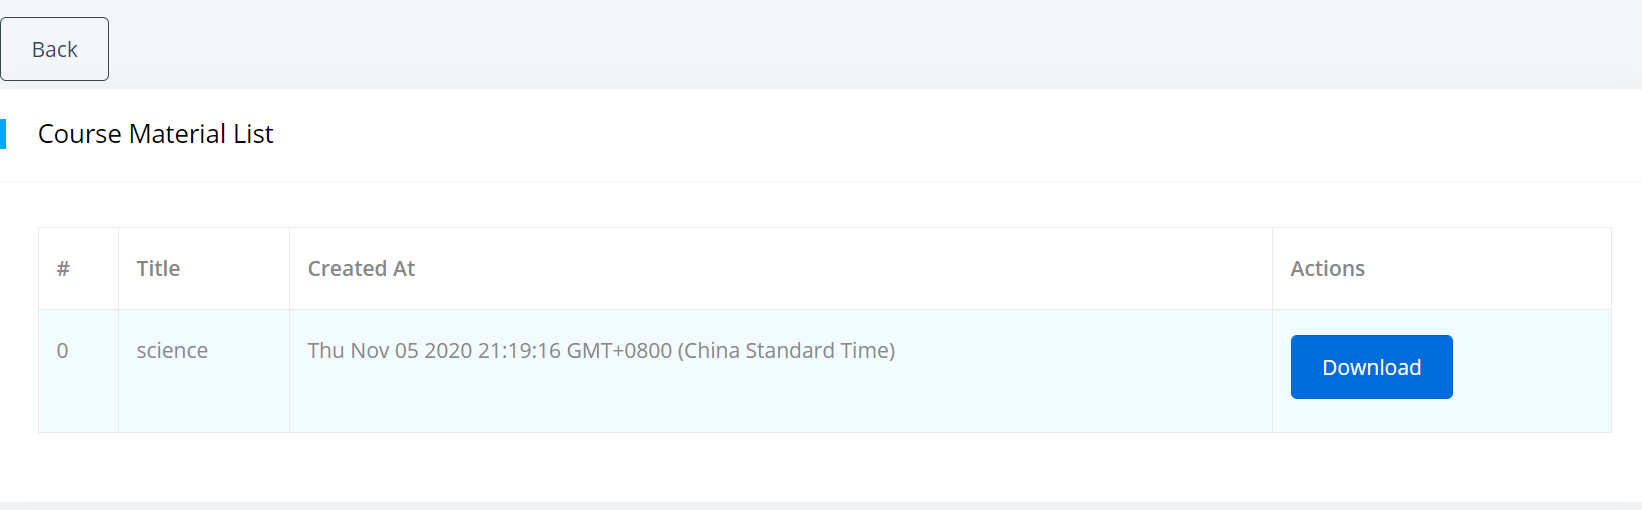 Back
Course Material List
# Title Created At Actions
0 science Thu Nov 05 2020 21:19:16 GMT+0800 (China Standard Time) Download